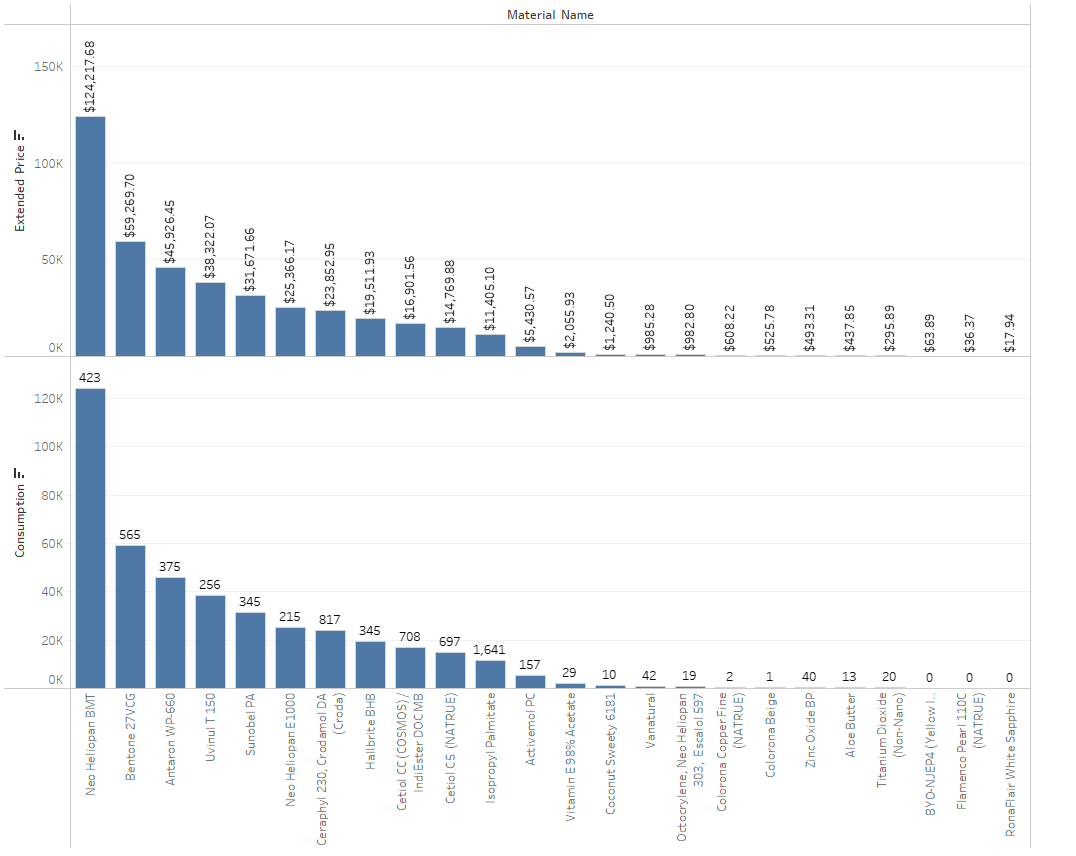 Material Name
Extended Price
150K
100K
50K
0K
$124,217.68
$59,269.70
$45,926.45
$38,322.07
$31,671.66
$25,366.17
$23,852.95
$19,511.93
$16,901.56
$14,769.88
$11,405.10
$5,430.57
$2,055.93
$1,240.50
$985.28
$982.80
$608.22
$525.78
$493.31
$437.85
$295.89
$63.89
$36.37
$17.94
Consumption
120K
100K
80K
60K
40K
20K
0K
423
565
375
256
345
215
817
345
708
697
1,641
157
29
10
42
19
2
1
40
13
20
0
0
0
Neo Heliopan BMT
Bentone 27VCG
Antaron WP-660
Uvinul T 150
Sunobel PA
Neo Heliopan E1000
Ceraphyl 230, Crodamol DA
(Croda)
Hallbrite BHB
Cetiol CC (COSMOS) /
IndiEster DOC MB
Cetiol C5 (NATRUE)
Isopropyl Palmitate
Activemol PC
Vitamin E 98% Acetate
Coconut Sweety 6181
Vanatural
Octocrylene, Neo Heliopan
303, Escalol 597
Colorona Copper Fine
(NATRUE)
Colorona Beige
Zinc Oxide BP
Aloe Butter
Titanium Dioxide
(Non-Nano)
BYO-NJEP4 (Yellow I..
Flamenco Pearl 110C
(NATRUE)
RonaFlair White Sapphire